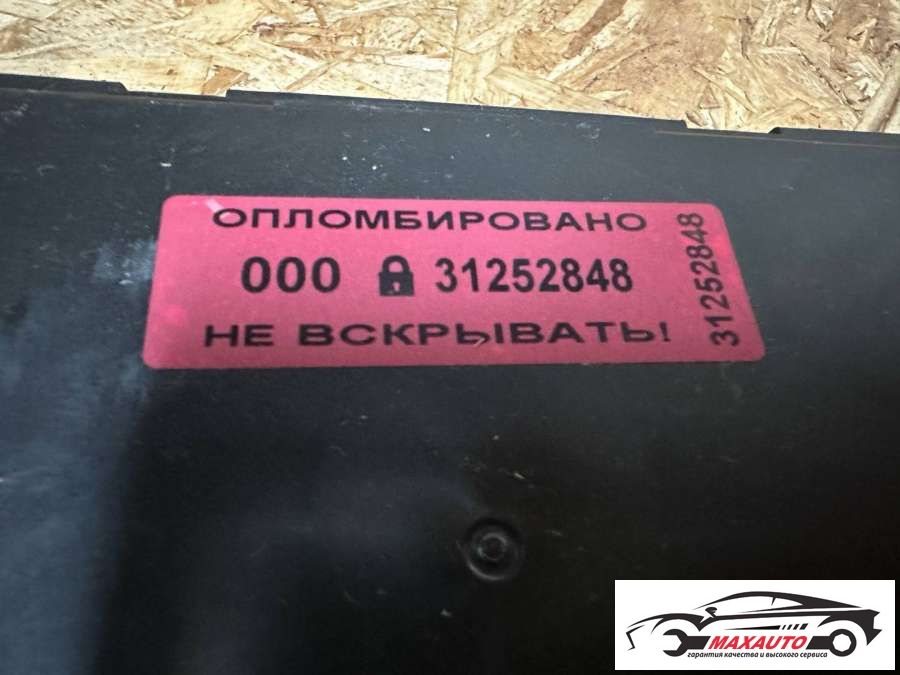 ОПЛОМБИРОВАНО
000 31252848
НЕ ВСКРЫВАТЬ!
31252848
MAXAUTO
гарантия качества и высокого сервиса